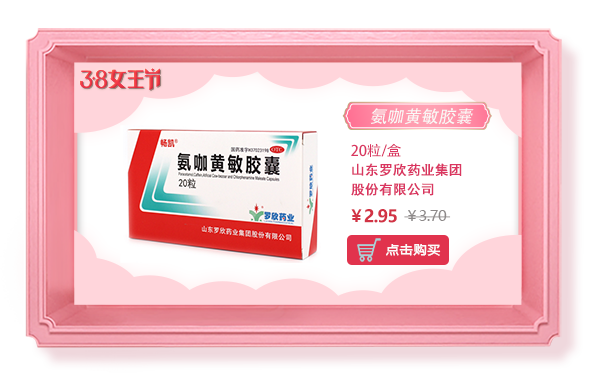 3.8女王节
氨咖黄敏胶囊
20粒/盒
山东罗欣药业集团
股份有限公司
¥2.95 ¥3.70
点击购买
畅凯®
OTC
氨咖黄敏胶囊
20粒
罗欣药业
山东罗欣药业集团股份有限公司